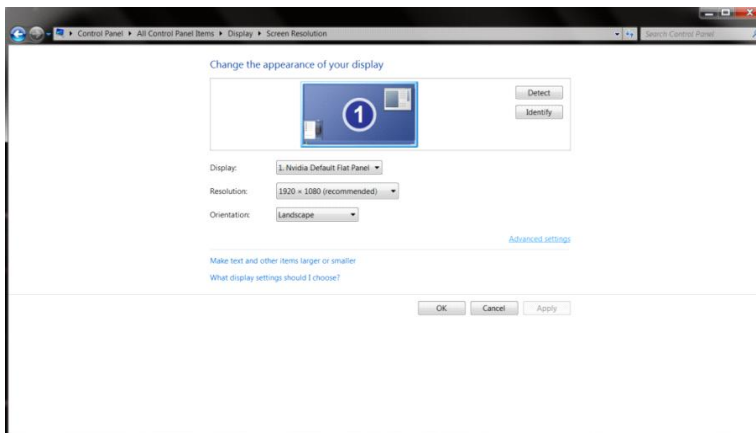 Control Panel ▸ All Control Panel Items ▸ Display ▸ Screen Resolution
Search Control Panel
Change the appearance of your display
1
Detect
Identify
Display: 1. Nvidia Default Flat Panel
Resolution: 1920 × 1080 (recommended)
Orientation: Landscape
Advanced settings
Make text and other items larger or smaller
What display settings should I choose?
OK Cancel Apply